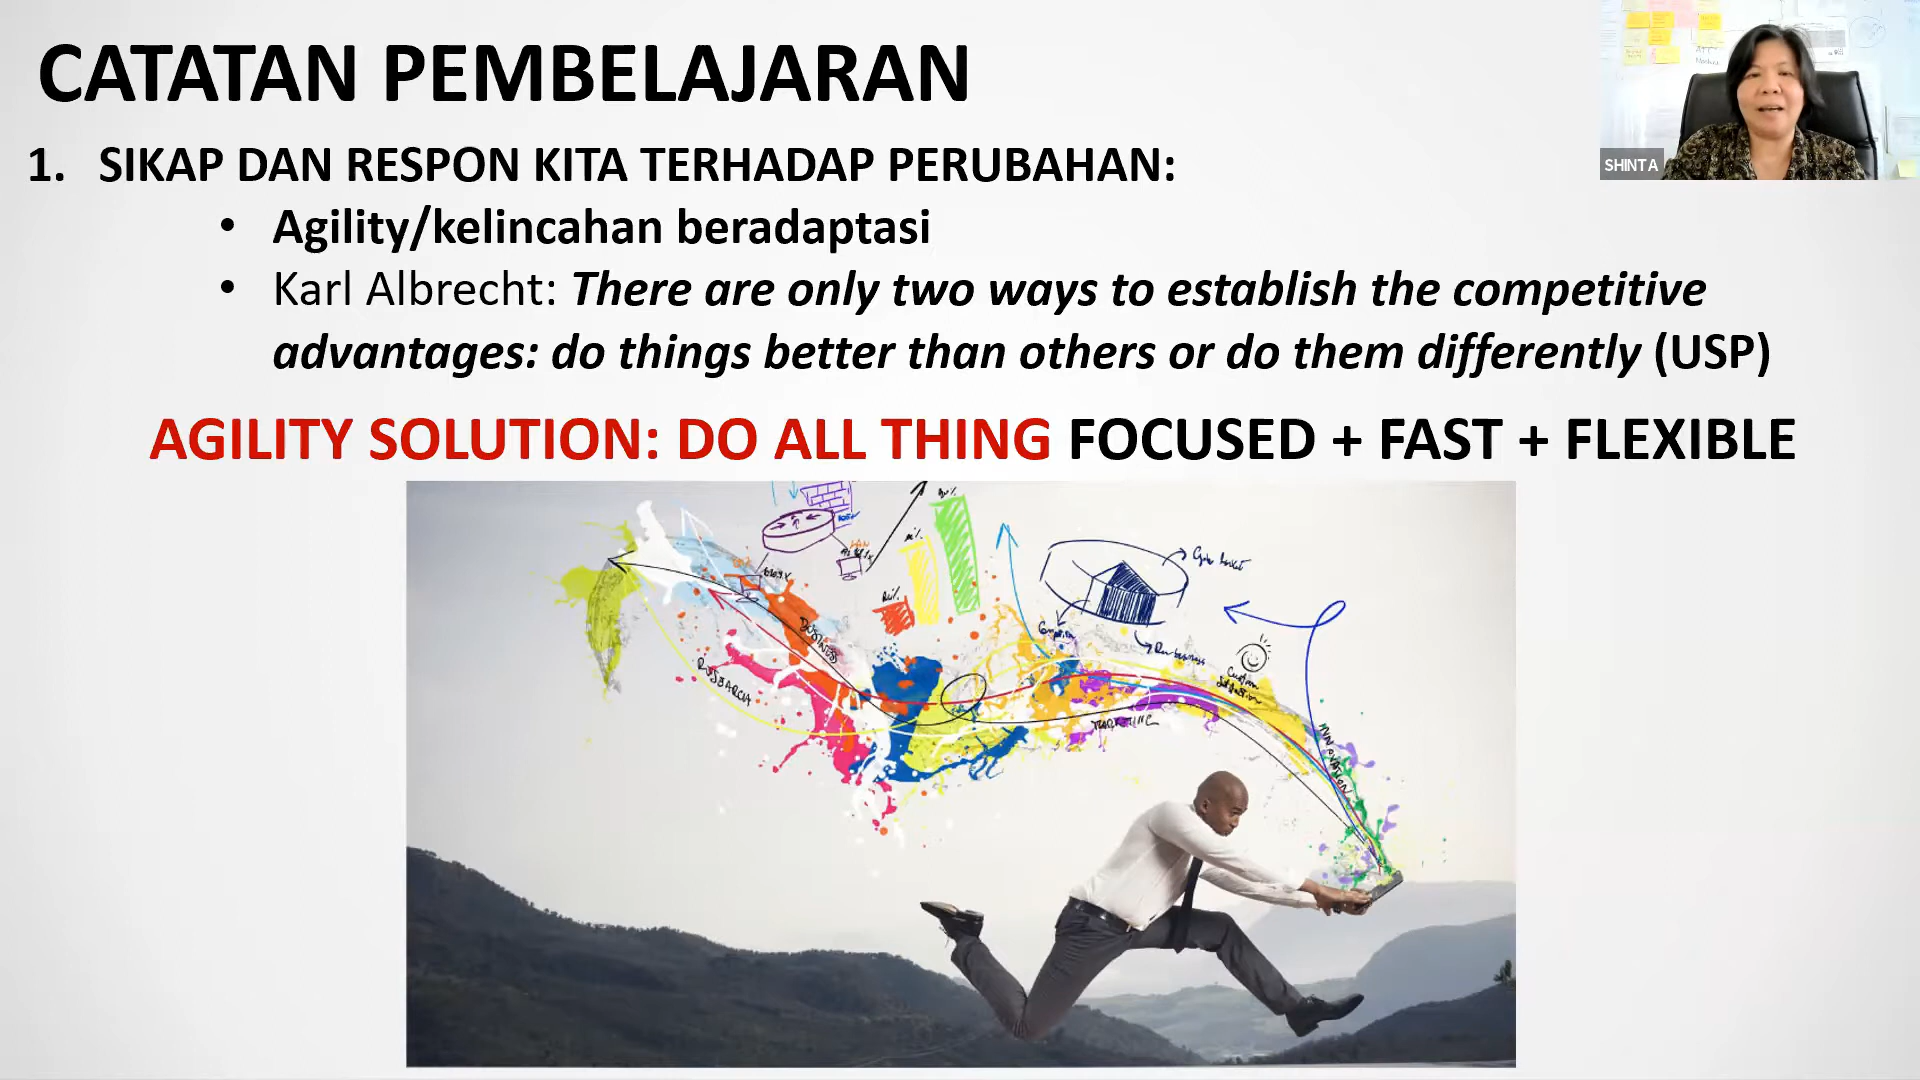 CATATAN PEMBELAJARAN
SHINTA
1. SIKAP DAN RESPON KITA TERHADAP PERUBAHAN:
• Agility/kelincahan beradaptasi
• Karl Albrecht: There are only two ways to establish the competitive
advantages: do things better than others or do them differently (USP)
AGILITY SOLUTION: DO ALL THING FOCUSED + FAST + FLEXIBLE
BUSINESS
RESEARCH
MARKETING
INNOVATION